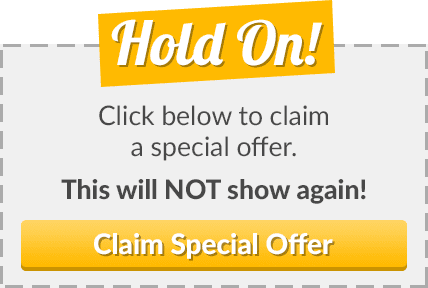 Hold On!
Click below to claim
a special offer.
This will NOT show again!
Claim Special Offer